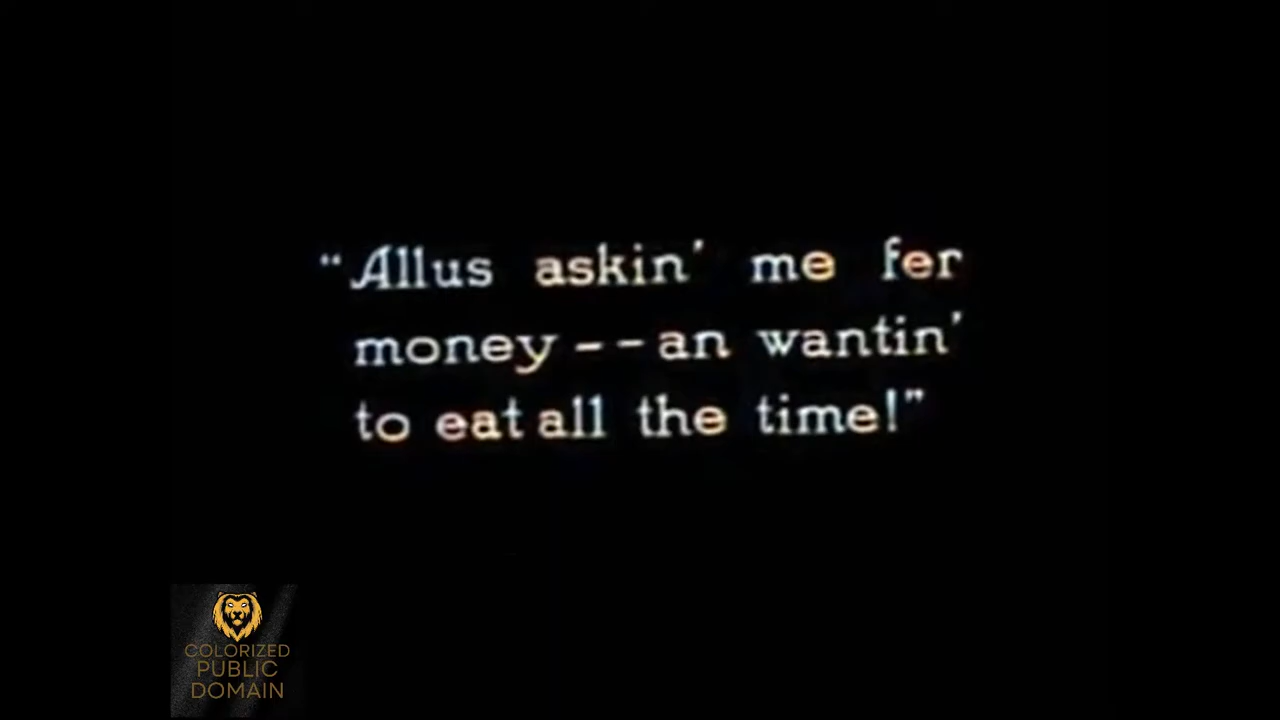 “Allus askin’ me fer
money -- an wantin’
to eat all the time!”
COLORIZED
PUBLIC
DOMAIN